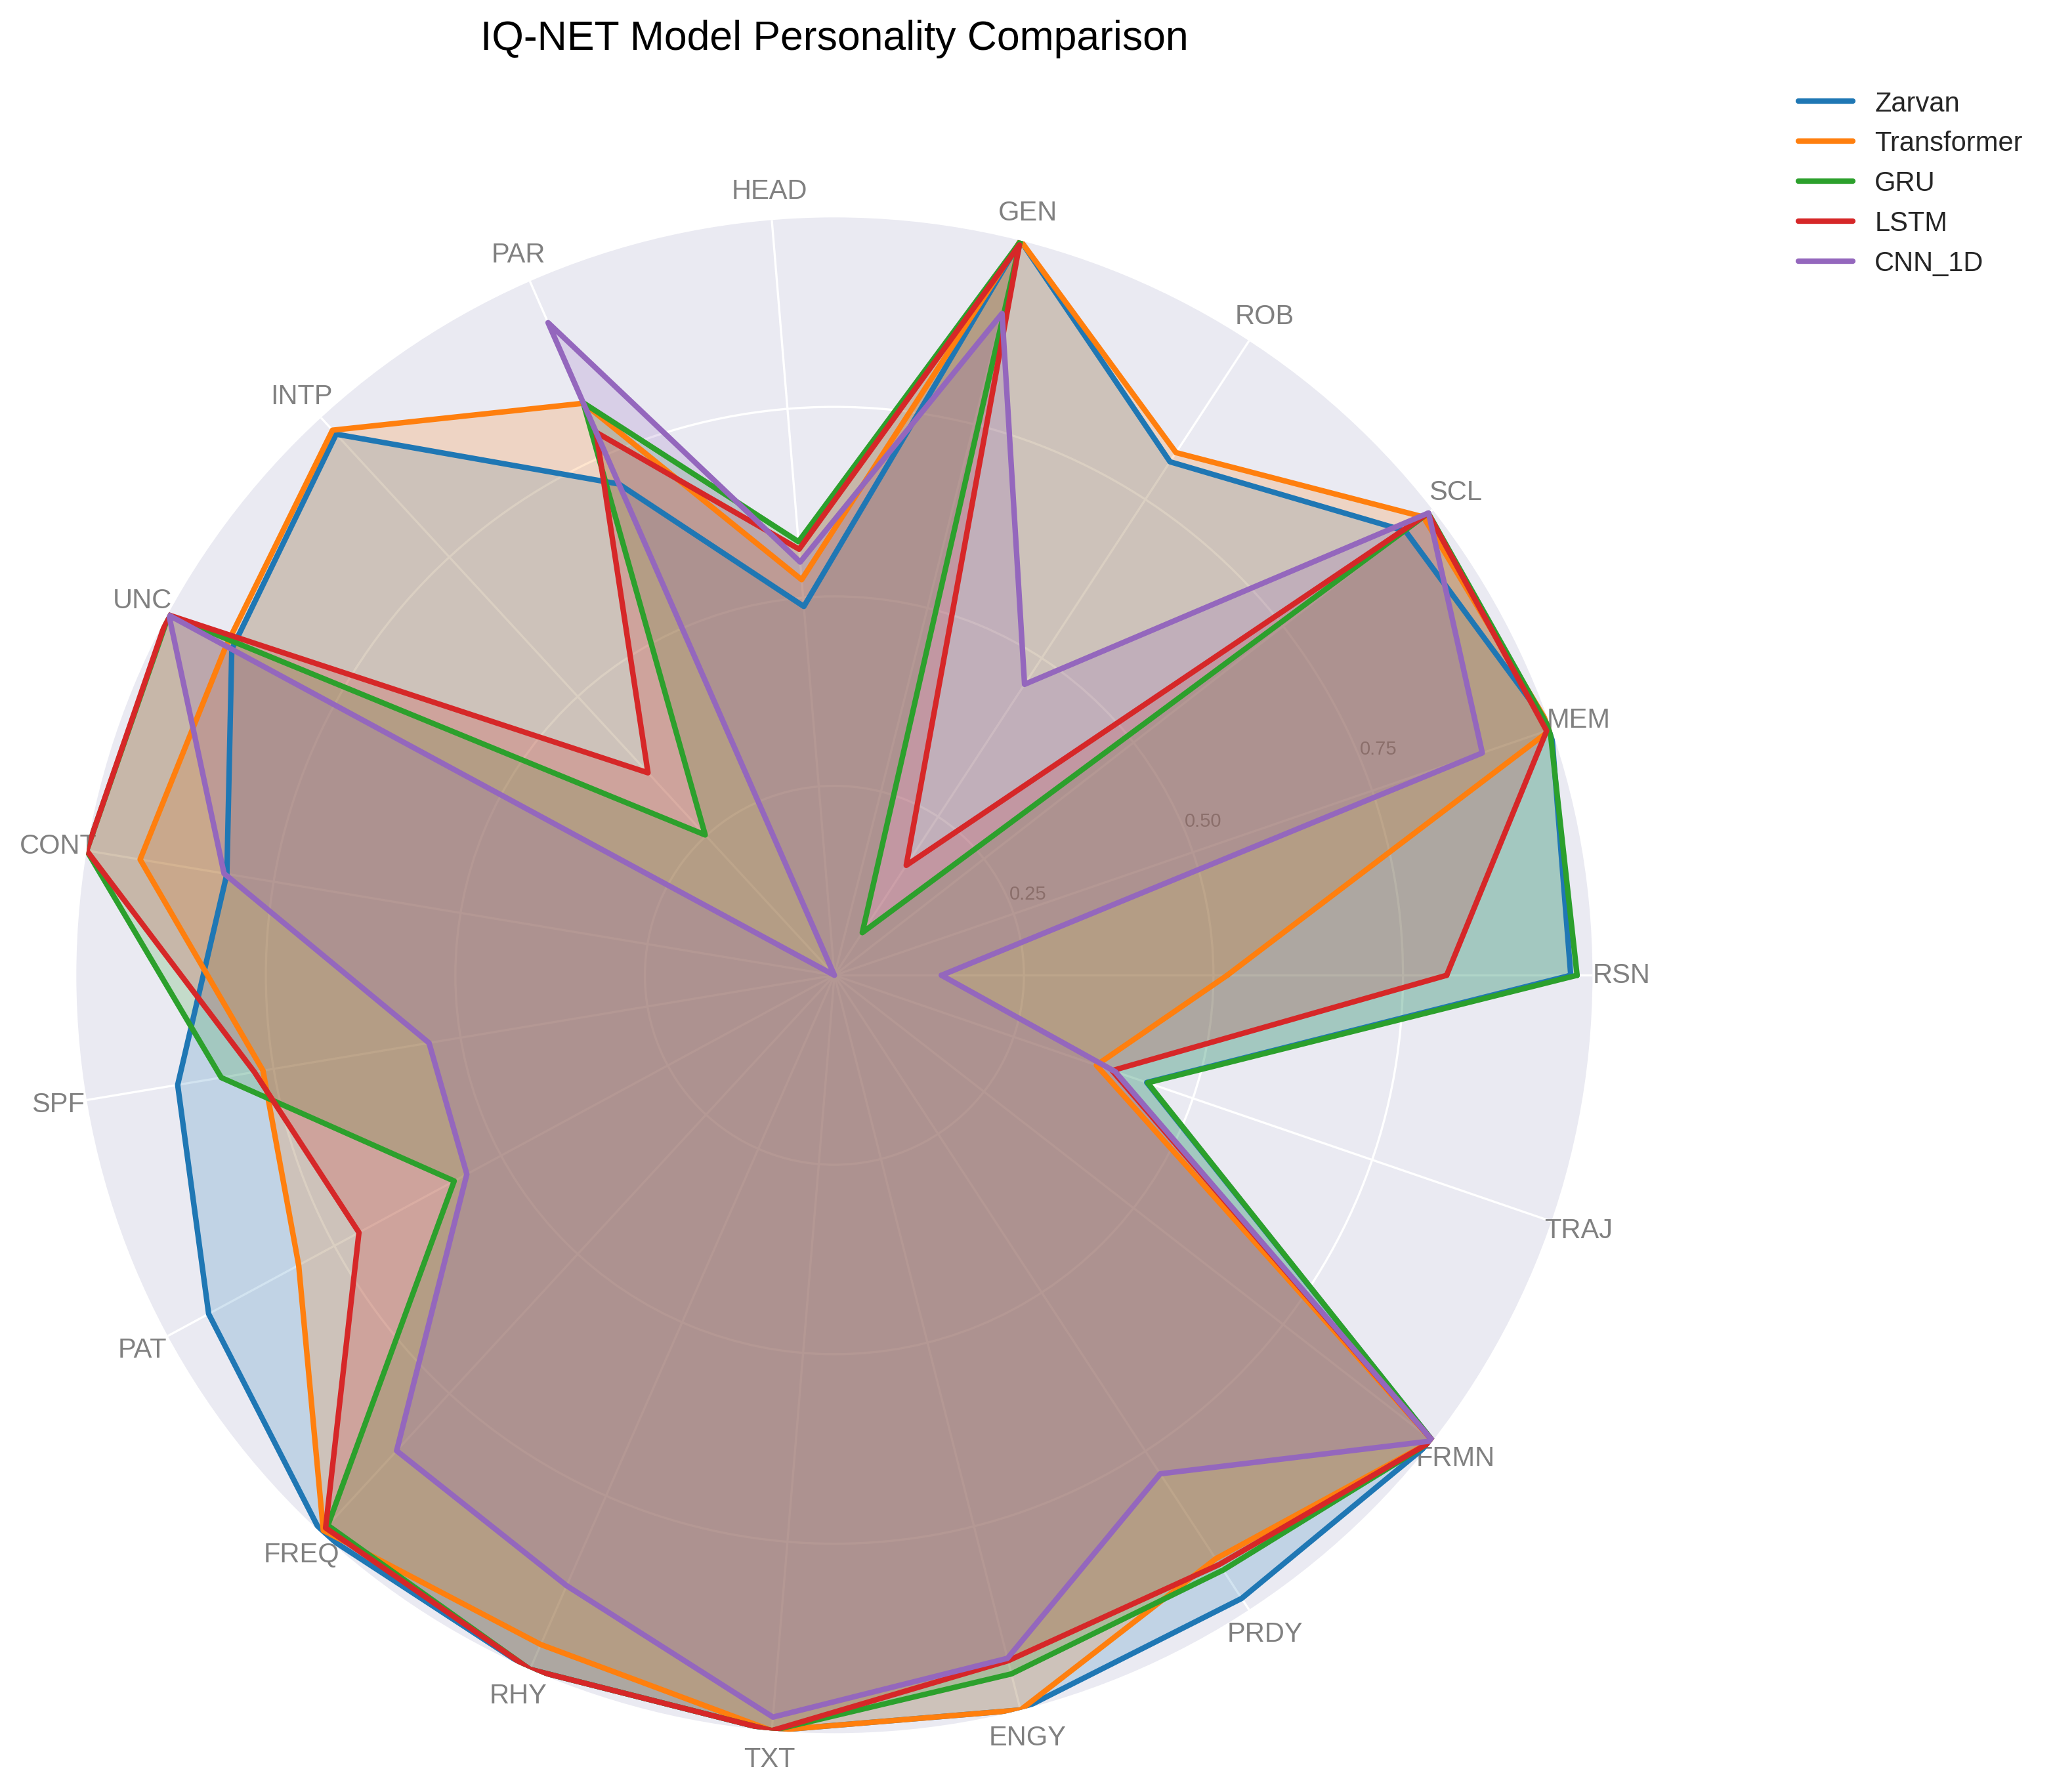 IQ-NET Model Personality Comparison
Zarvan
Transformer
GRU
LSTM
CNN_1D
HEAD
GEN
PAR
ROB
INTP
SCL
UNC
MEM
0.75
0.50
CONT
0.25
RSN
SPF
TRAJ
PAT
FRMN
FREQ
PRDY
RHY
ENGY
TXT